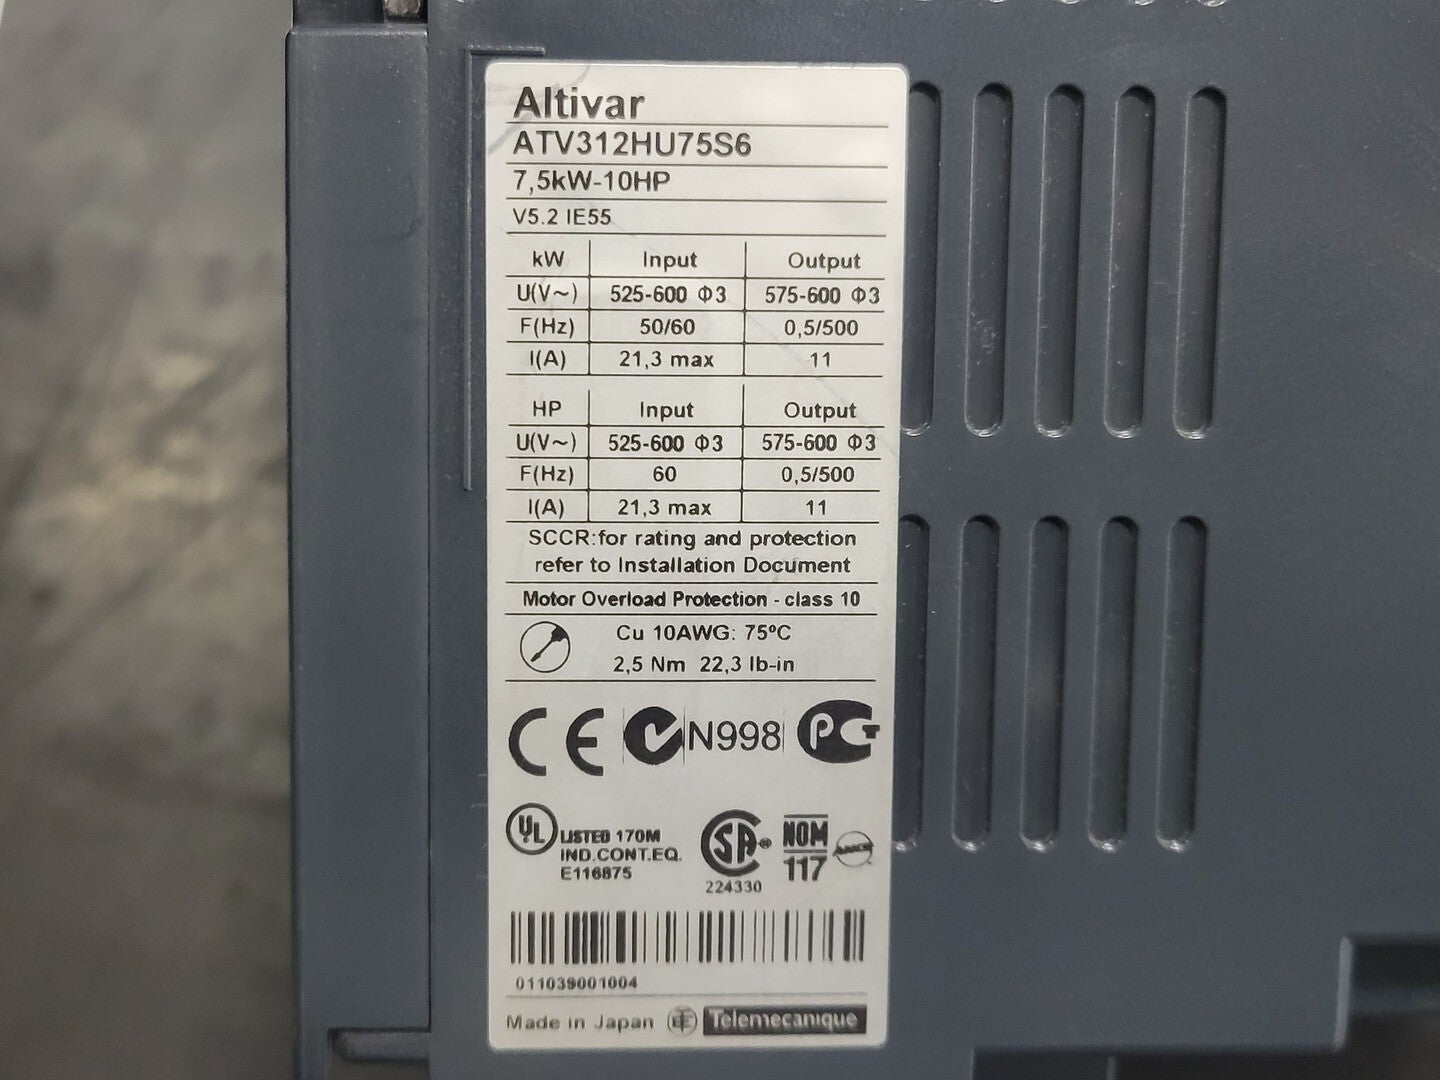 Altivar
ATV312HU75S6
7,5kW-10HP
V5.2 IE55
kW Input Output
U(V~) 525-600 Φ3 575-600 Φ3
F(Hz) 50/60 0,5/500
I(A) 21,3 max 11
HP Input Output
U(V~) 525-600 Φ3 575-600 Φ3
F(Hz) 60 0,5/500
I(A) 21,3 max 11
SCCR:for rating and protection
refer to Installation Document
Motor Overload Protection - class 10
Cu 10AWG: 75ºC
2,5 Nm 22,3 lb-in
CE N998 PCT
UL LISTED 170M
IND.CONT.EQ.
E116875
SA
224330
NOM
117
011039001004
Made in Japan TE Telemecanique